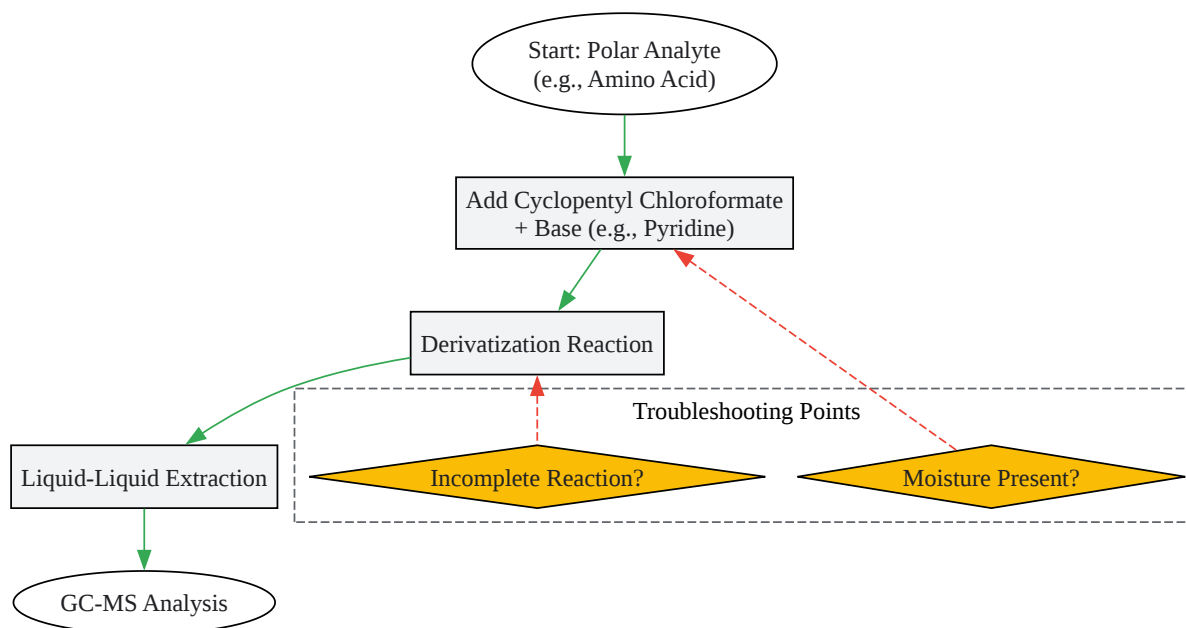 Start: Polar Analyte
(e.g., Amino Acid)
Add Cyclopentyl Chloroformate
+ Base (e.g., Pyridine)
Derivatization Reaction
Troubleshooting Points
Liquid-Liquid Extraction
Incomplete Reaction?
Moisture Present?
GC-MS Analysis